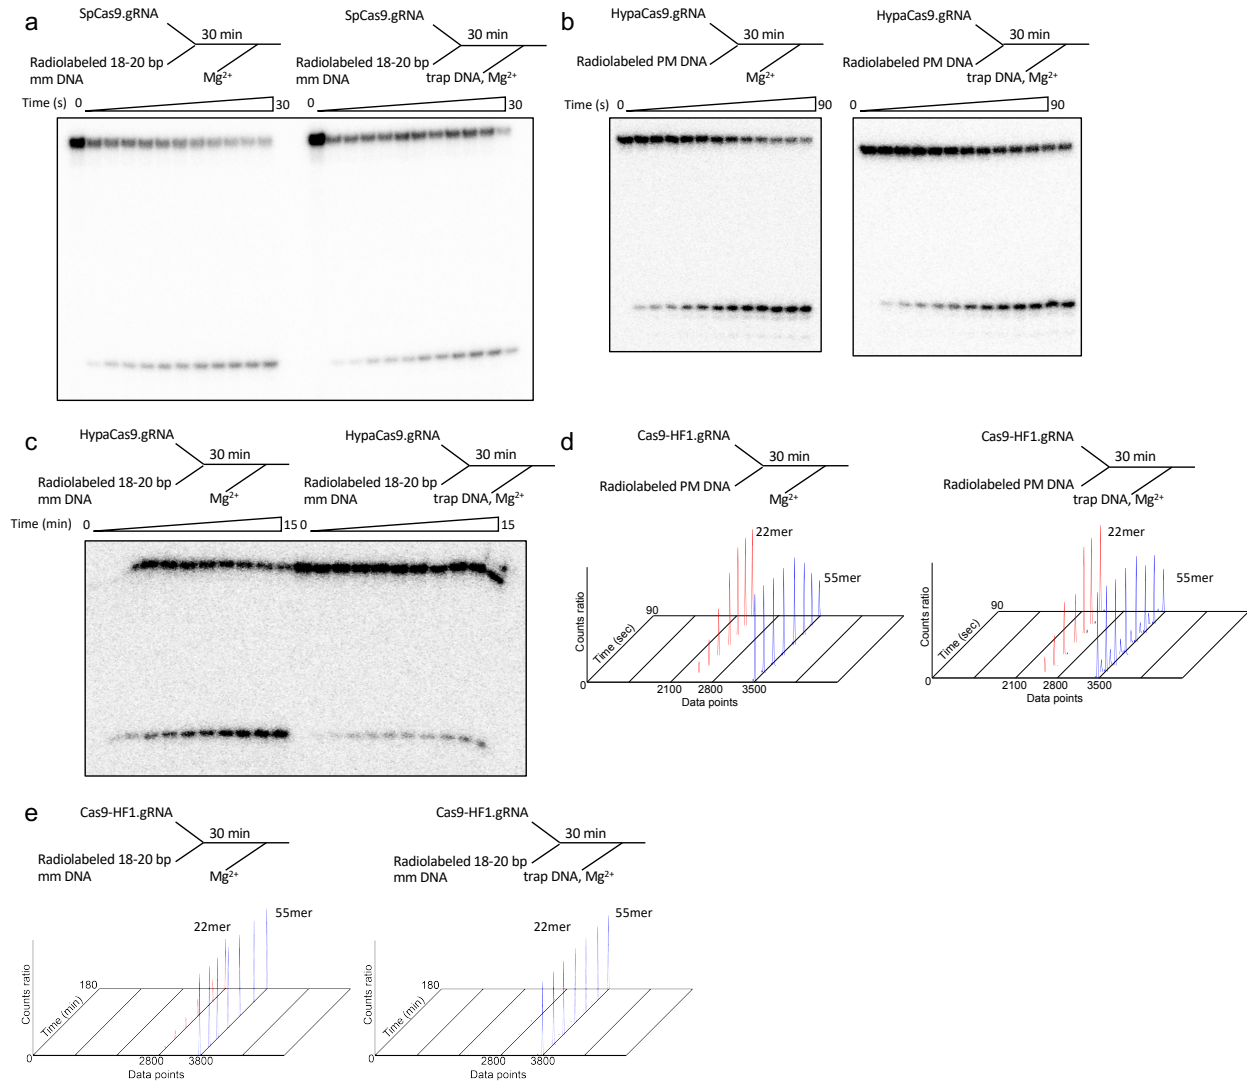 a
SpCas9.gRNA
30 min
Radiolabeled 18-20 bp
mm DNA
Mg²⁺
SpCas9.gRNA
30 min
Radiolabeled 18-20 bp
mm DNA
trap DNA, Mg²⁺
Time (s)
0
30
0
30
b
HypaCas9.gRNA
30 min
Radiolabeled PM DNA
Mg²⁺
HypaCas9.gRNA
30 min
Radiolabeled PM DNA
trap DNA, Mg²⁺
Time (s)
0
90
0
90
c
HypaCas9.gRNA
30 min
Radiolabeled 18-20 bp
mm DNA
Mg²⁺
HypaCas9.gRNA
30 min
Radiolabeled 18-20 bp
mm DNA
trap DNA, Mg²⁺
Time (min)
0
15
0
15
d
Cas9-HF1.gRNA
30 min
Radiolabeled PM DNA
Mg²⁺
22mer
55mer
Counts ratio
Time (sec)
90
0
2100
2800
3500
Data points
Cas9-HF1.gRNA
30 min
Radiolabeled PM DNA
trap DNA, Mg²⁺
22mer
55mer
Counts ratio
Time (sec)
90
0
2100
2800
3500
Data points
e
Cas9-HF1.gRNA
30 min
Radiolabeled 18-20 bp
mm DNA
Mg²⁺
22mer
55mer
Counts ratio
Time (min)
180
0
2800
3800
Data points
Cas9-HF1.gRNA
30 min
Radiolabeled 18-20 bp
mm DNA
trap DNA, Mg²⁺
22mer
55mer
Counts ratio
Time (min)
180
0
2800
3800
Data points